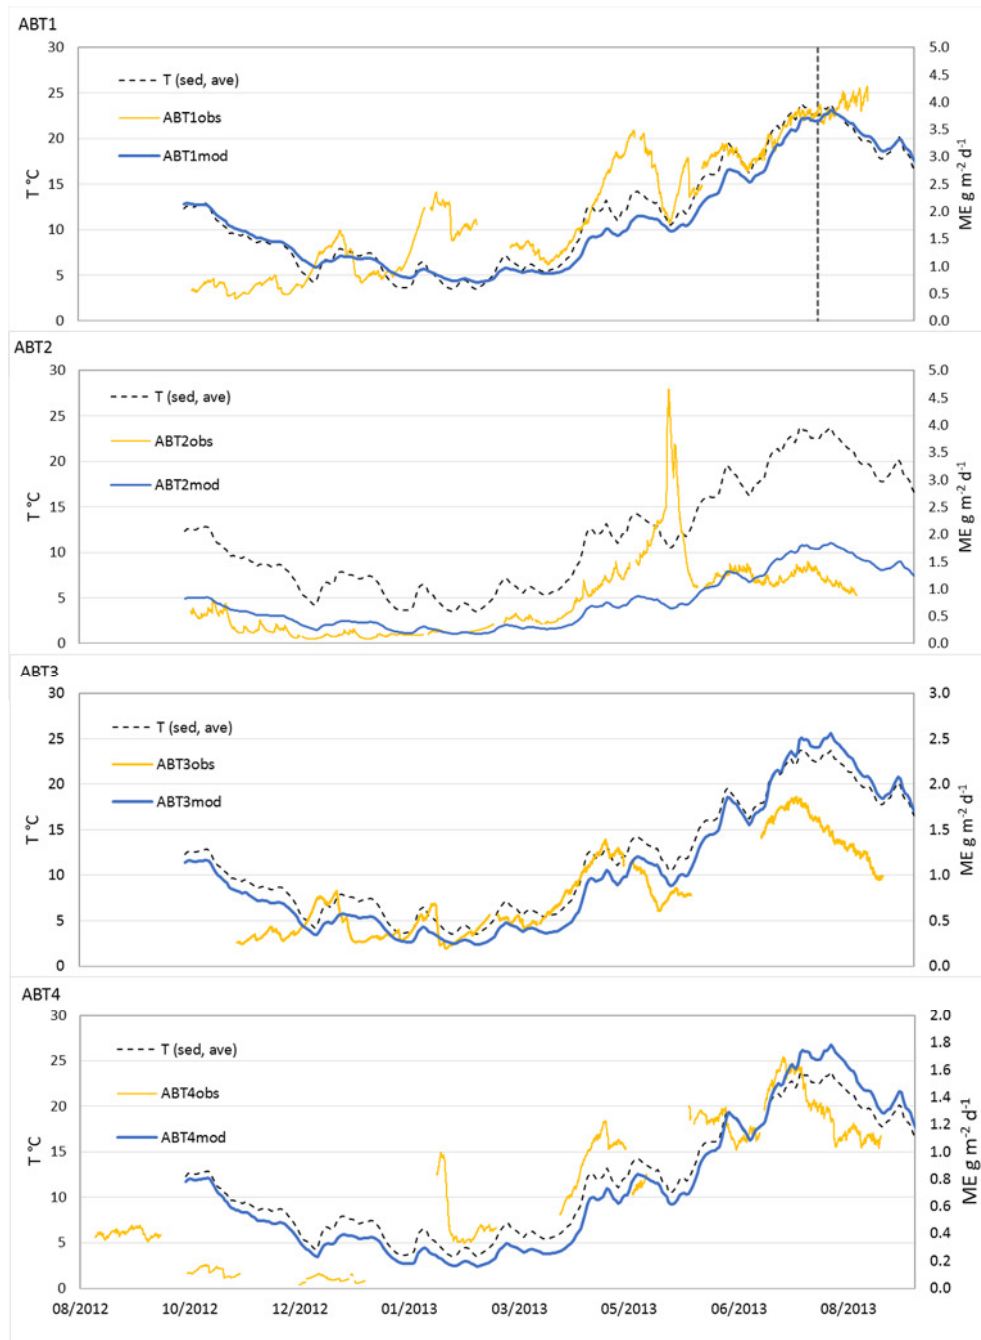 ABT1
30 5.0
25 4.5
20 4.0
15 3.5
10 3.0
5 2.5
0 2.0
1.5
1.0
0.5
0.0
T °C
ME g m-2 d-1
T (sed, ave)
ABT1obs
ABT1mod
ABT2
30 5.0
25 4.5
20 4.0
15 3.5
10 3.0
5 2.5
0 2.0
1.5
1.0
0.5
0.0
T °C
ME g m-2 d-1
T (sed, ave)
ABT2obs
ABT2mod
ABT3
30 3.0
25 2.5
20 2.0
15 1.5
10 1.0
5 0.5
0 0.0
T °C
ME g m-2 d-1
T (sed, ave)
ABT3obs
ABT3mod
ABT4
30 2.0
25 1.8
20 1.6
15 1.4
10 1.2
5 1.0
0 0.8
0.6
0.4
0.2
0.0
T °C
ME g m-2 d-1
T (sed, ave)
ABT4obs
ABT4mod
08/2012 10/2012 12/2012 01/2013 03/2013 05/2013 06/2013 08/2013